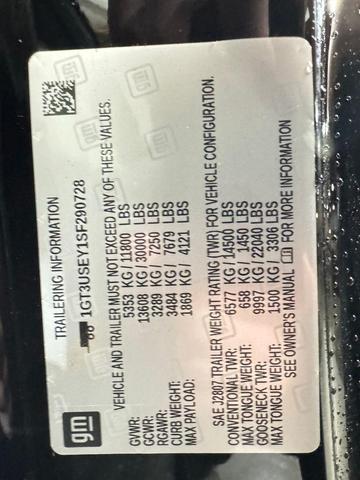 gm
TRAILERING INFORMATION
1GT3USEY1SF290728
VEHICLE AND TRAILER MUST NOT EXCEED ANY OF THESE VALUES.
GVWR: 5353 KG / 11800 LBS
GCWR: 13608 KG / 30000 LBS
RGAWR: 3289 KG / 7250 LBS
CURB WEIGHT: 3484 KG / 7679 LBS
MAX PAYLOAD: 1869 KG / 4121 LBS
SAE J2807 TRAILER WEIGHT RATING (TWR) FOR VEHICLE CONFIGURATION.
CONVENTIONAL TWR: 6577 KG / 14500 LBS
MAX TONGUE WEIGHT: 658 KG / 1450 LBS
GOOSENECK TWR: 9997 KG / 22040 LBS
MAX TONGUE WEIGHT: 1500 KG / 3306 LBS
SEE OWNER'S MANUAL FOR MORE INFORMATION